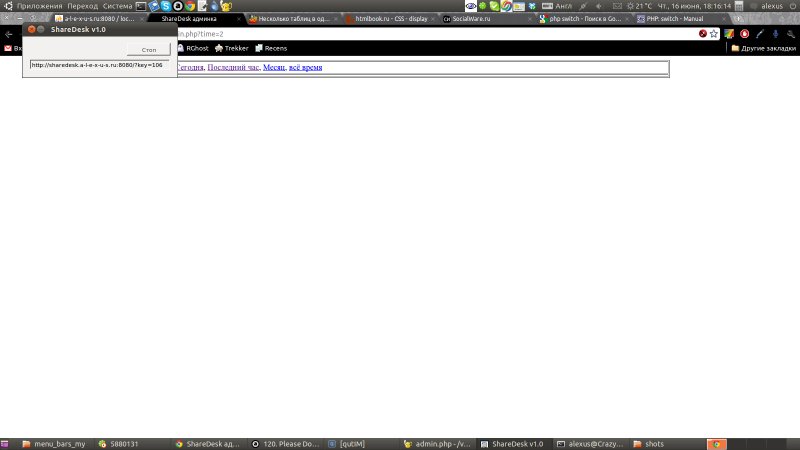 Приложения Переход Система Англ 21 °C Чт., 16 июня, 18:16:14 alexus
a-l-e-x-u-s.ru:8080 / loc… ShareDesk админка Несколько таблиц в од… htmlbook.ru - CSS - display SocialWare.ru php switch - Поиск в Go… PHP: switch - Manual
ShareDesk v1.0
min.php?time=2
Вх RGhost Trekker Recens Другие закладки
Стоп
http://sharedesk.a-l-e-x-u-s.ru:8080/?key=106
Сегодня, Последний час, Месяц, всё время
menu_bars_my 5880131 ShareDesk ад… 120. Please Do… [qutIM] admin.php ~/v… ShareDesk v1.0 alexus@Crazy… shots